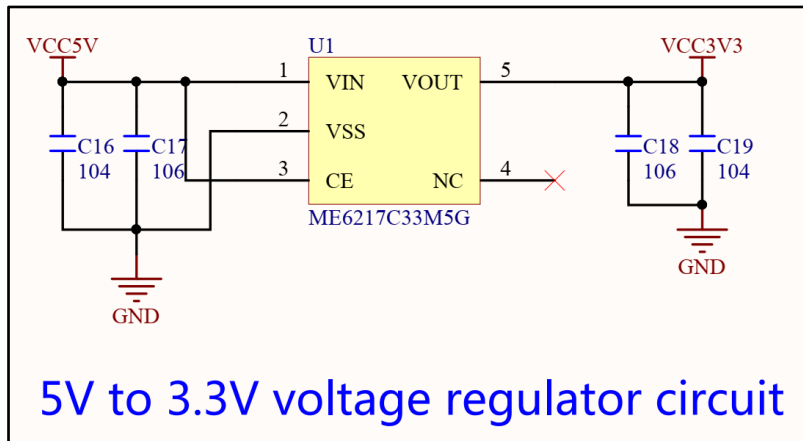 VCC5V
U1
VCC3V3
1
VIN
VOUT
5
2
VSS
C16
104
C17
106
3
CE
NC
4
C18
106
C19
104
ME6217C33M5G
GND
GND
5V to 3.3V voltage regulator circuit